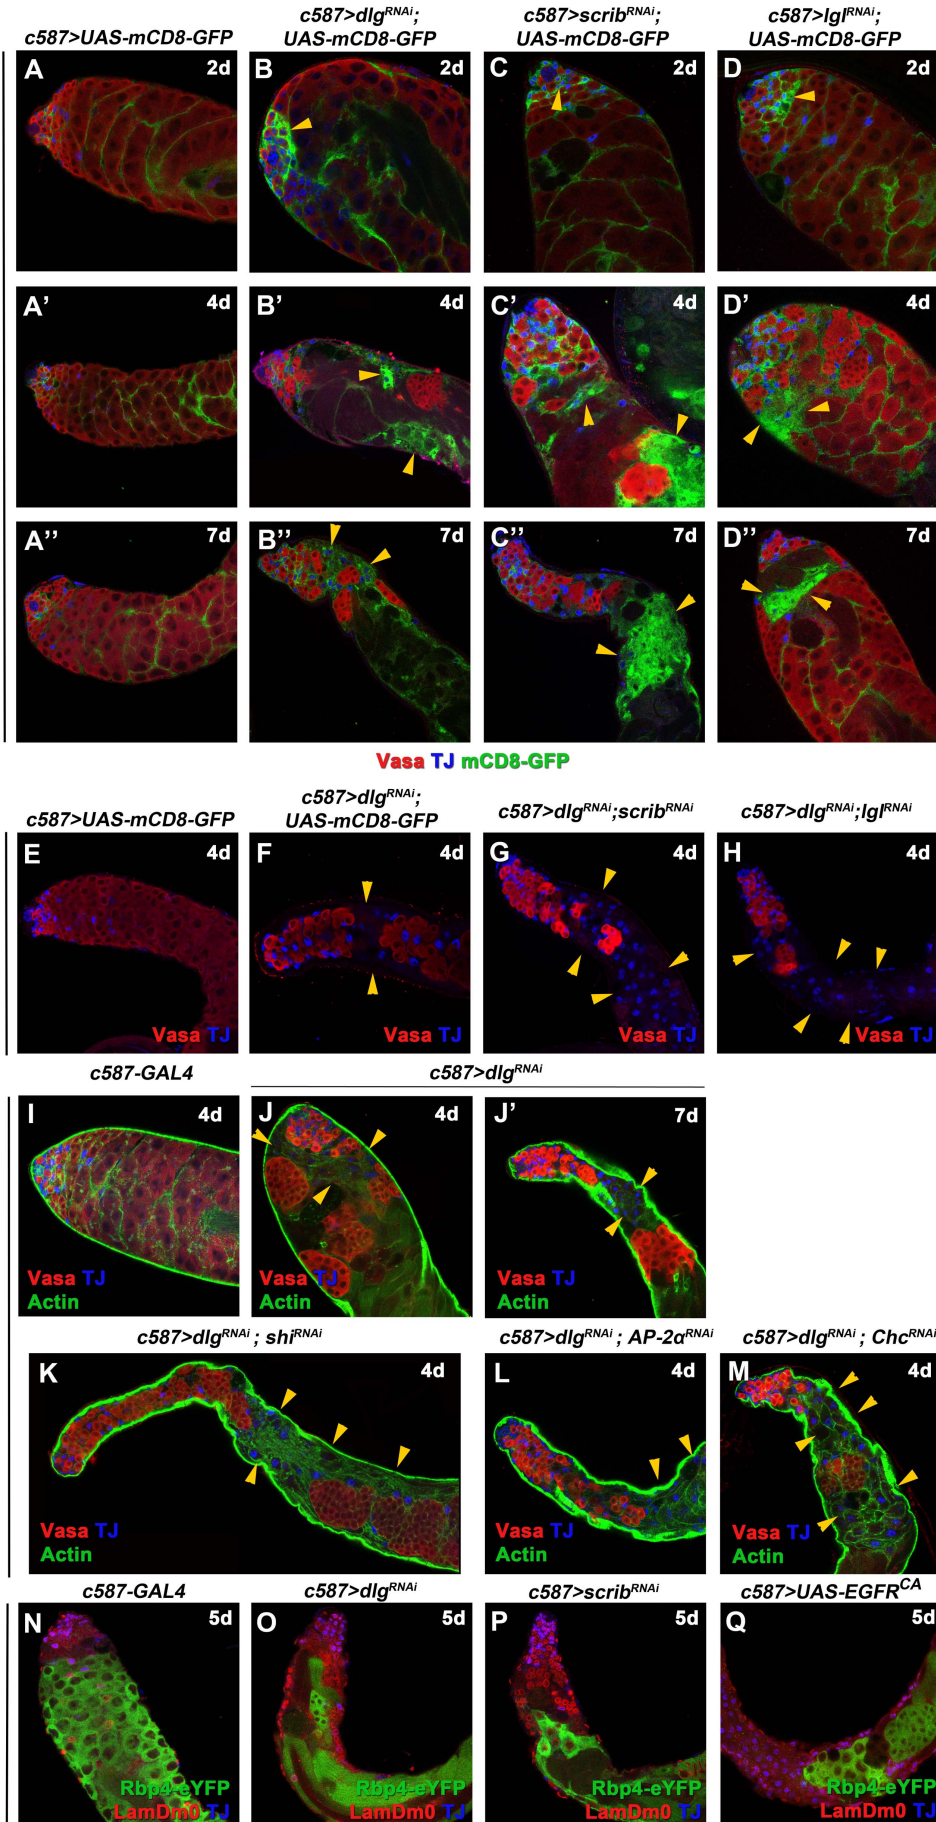 c587>UAS-mCD8-GFP
c587>dlgRNAi;
UAS-mCD8-GFP
c587>scribRNAi;
UAS-mCD8-GFP
c587>lglRNAi;
UAS-mCD8-GFP
A 2d
B 2d
C 2d
D 2d
A' 4d
B' 4d
C' 4d
D' 4d
A'' 7d
B'' 7d
C'' 7d
D'' 7d
Vasa TJ mCD8-GFP
c587>UAS-mCD8-GFP
c587>dlgRNAi;
UAS-mCD8-GFP
c587>dlgRNAi;scribRNAi
c587>dlgRNAi;lglRNAi
E 4d
Vasa TJ
F 4d
Vasa TJ
G 4d
Vasa TJ
H 4d
Vasa TJ
c587-GAL4
c587>dlgRNAi
I 4d
Vasa TJ
Actin
J 4d
Vasa TJ
Actin
J' 7d
Vasa TJ
Actin
c587>dlgRNAi ; shiRNAi
c587>dlgRNAi ; AP-2αRNAi
c587>dlgRNAi ; ChcRNAi
K 4d
Vasa TJ
Actin
L 4d
Vasa TJ
Actin
M 4d
Vasa TJ
Actin
c587-GAL4
c587>dlgRNAi
c587>scribRNAi
c587>UAS-EGFRCA
N 5d
Rbp4-eYFP
LamDm0 TJ
O 5d
Rbp4-eYFP
LamDm0 TJ
P 5d
Rbp4-eYFP
LamDm0 TJ
Q 5d
Rbp4-eYFP
LamDm0 TJ